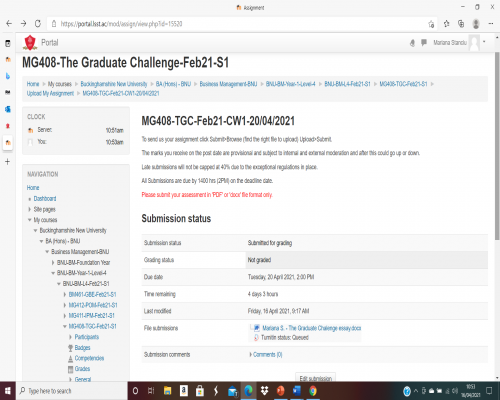 Assignment
https://portal.lsst.ac/mod/assign/view.php?id=15520
Portal
Mariana Standu
MG408-The Graduate Challenge-Feb21-S1
Home ► My courses ► Buckinghamshire New University ► BA (Hons) - BNU ► Business Management-BNU ► BNU-BM-Year-1-Level-4 ► BNU-BM-L4-Feb21-S1 ► MG408-TGC-Feb21-S1 ►
Upload My Assignment ► MG408-TGC-Feb21-CW1-20/04/2021
CLOCK
Server: 10:51am
You: 10:53am
NAVIGATION
Home
Dashboard
Site pages
My courses
Buckinghamshire New University
BA (Hons) - BNU
Business Management-BNU
BNU-BM-Foundation Year
BNU-BM-Year-1-Level-4
BNU-BM-L4-Feb21-S1
BM461-GBE-Feb21-S1
MG412-POM-Feb21-S1
MG411-IPM-Feb21-S1
MG408-TGC-Feb21-S1
Participants
Badges
Competencies
Grades
General
MG408-TGC-Feb21-CW1-20/04/2021
To send us your assignment click Submit>Browse (find the right file to upload) Upload>Submit.
The marks you receive on the post date are provisional and subject to internal and external moderation and after this could go up or down.
Late submissions will not be capped at 40% due to the exceptional regulations in place.
All Submissions are due by 1400 hrs (2PM) on the deadline date.
Please submit your assessment in 'PDF' or 'docx' file format only.
Submission status
Submission status Submitted for grading
Grading status Not graded
Due date Tuesday, 20 April 2021, 2:00 PM
Time remaining 4 days 3 hours
Last modified Friday, 16 April 2021, 9:17 AM
File submissions Mariana S. - The Graduate Chalenge essay.docx
Turnitin status: Queued
Submission comments ► Comments (0)
Edit submission
Type here to search
10:53
16/04/2021